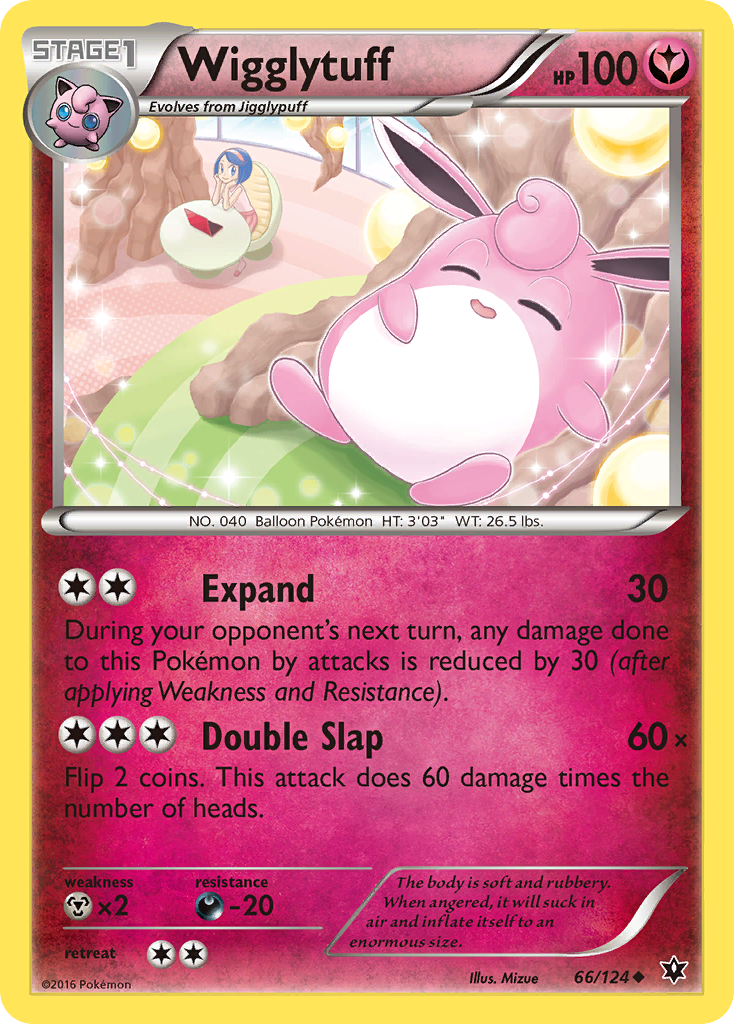 STAGE1
Wigglytuff
HP100
Evolves from Jigglypuff
NO. 040 Balloon Pokémon HT: 3'03" WT: 26.5 lbs.
Expand 30
During your opponent's next turn, any damage done
to this Pokémon by attacks is reduced by 30 (after
applying Weakness and Resistance).
Double Slap 60×
Flip 2 coins. This attack does 60 damage times the
number of heads.
weakness
×2
resistance
-20
retreat
The body is soft and rubbery.
When angered, it will suck in
air and inflate itself to an
enormous size.
©2016 Pokémon
Illus. Mizue
66/124